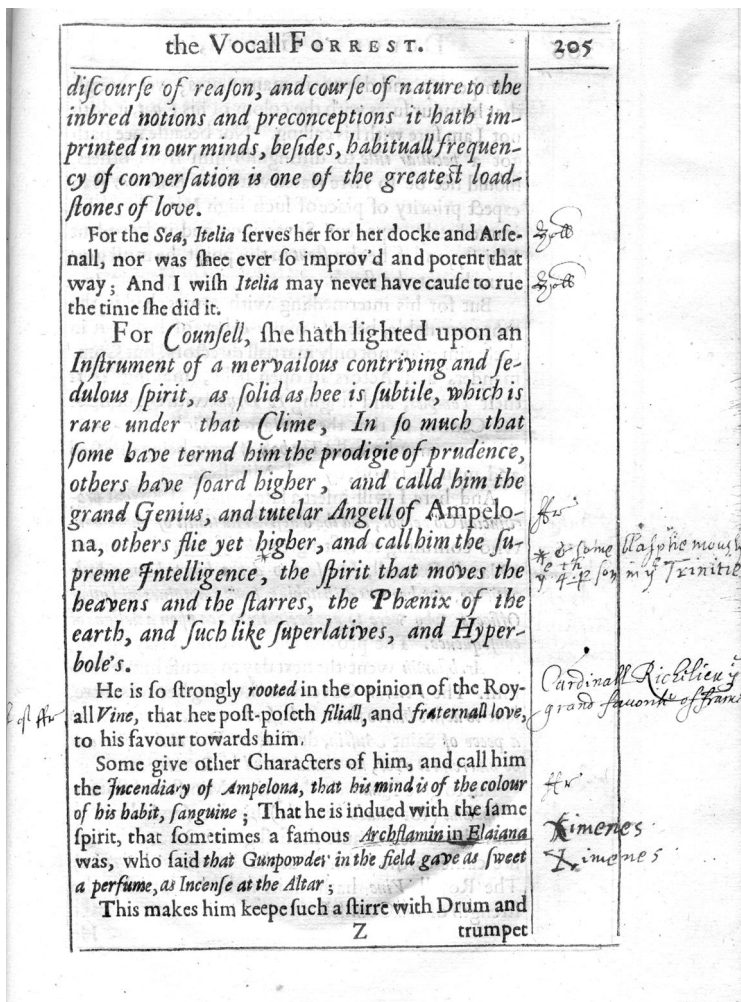 the Vocall FORREST. 205
diſcourſe of reaſon, and courſe of nature to the
inbred notions and preconceptions it hath im-
printed in our minds, beſides, habituall frequen-
cy of converſation is one of the greateſt load-
ſtones of love.
For the Sea, Itelia ſerves her for her docke and Arſe-
nall, nor was ſhee ever ſo improv'd and potent that
way; And I wiſh Itelia may never have cauſe to rue
the time ſhe did it.
For Counſell, ſhe hath lighted upon an
Inſtrument of a mervailous contriving and ſe-
dulous ſpirit, as ſolid as hee is ſubtile, which is
rare under that Clime, In ſo much that
ſome have termd him the prodigie of prudence,
others have ſoard higher, and calld him the
grand Genius, and tutelar Angell of Ampelo-
na, others flie yet higher, and call him the ſu-
preme Intelligence, * the ſpirit that moves the
heavens and the ſtarres, the Phænix of the
earth, and ſuch like ſuperlatives, and Hyper-
bole's.
He is ſo ſtrongly rooted in the opinion of the Roy-
all Vine, that hee poſt-poſeth filiall, and fraternall love,
to his favour towards him.
Some give other Characters of him, and call him
the Incendiary of Ampelona, that his mind is of the colour
of his habit, ſanguine; That he is indued with the ſame
ſpirit, that ſometimes a famous Archflamin in Elaiana
was, who ſaid that Gunpowder in the field gave as ſweet
a perfume, as Incenſe at the Altar;
This makes him keepe ſuch a ſtirre with Drum and
Z trumpet
ffr
* & some blasphemously
Trinitie
Cardinall Richilieu
grand favorit of
ffr
Ximenes
Ximenes